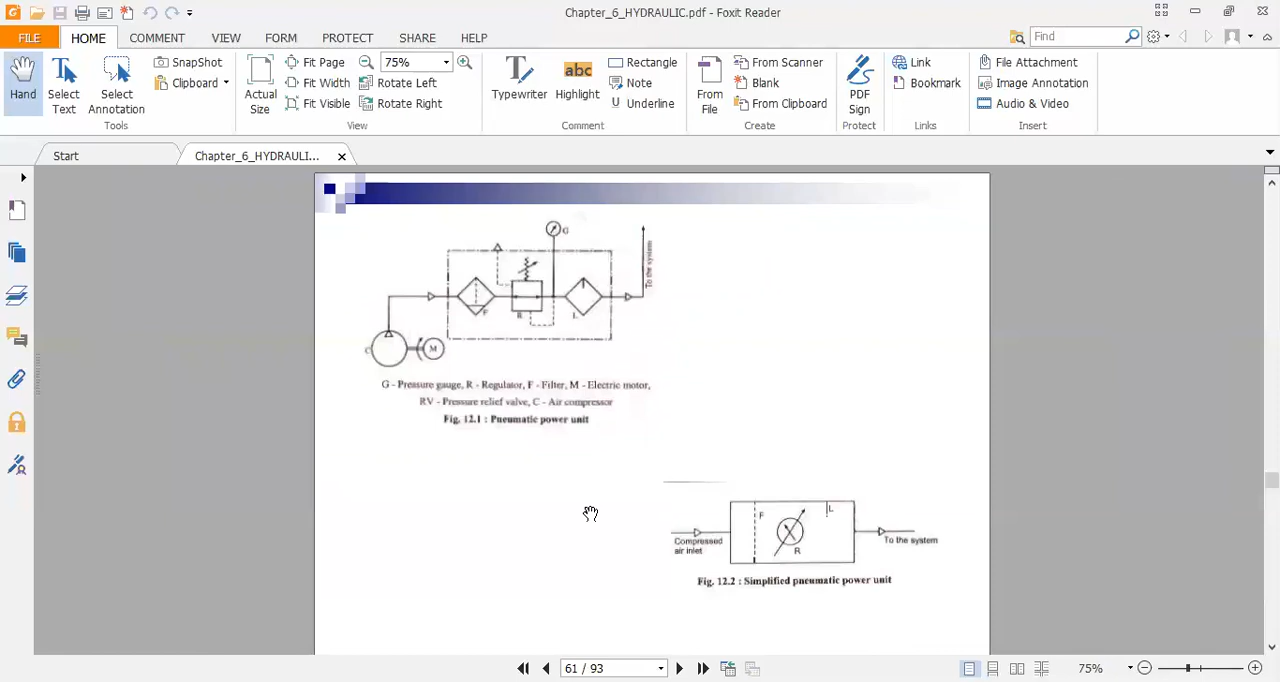 Chapter_6_HYDRAULIC.pdf - Foxit Reader
FILE HOME COMMENT VIEW FORM PROTECT SHARE HELP
Find
Hand
Select Text
Select Annotation
SnapShot
Clipboard
Tools
Actual Size
Fit Page
Fit Width
Fit Visible
75%
Rotate Left
Rotate Right
View
Typewriter
abc
Highlight
Rectangle
Note
Underline
Comment
From File
From Scanner
Blank
From Clipboard
Create
PDF Sign
Protect
Link
Bookmark
Links
File Attachment
Image Annotation
Audio & Video
Insert
Start
Chapter_6_HYDRAULI...
G
To the system
F
R
L
C
M
G - Pressure gauge, R - Regulator, F - Filter, M - Electric motor,
RV - Pressure relief valve, C - Air compressor
Fig. 12.1 : Pneumatic power unit
F
L
R
Compressed
air inlet
To the system
Fig. 12.2 : Simplified pneumatic power unit
61 / 93
75%